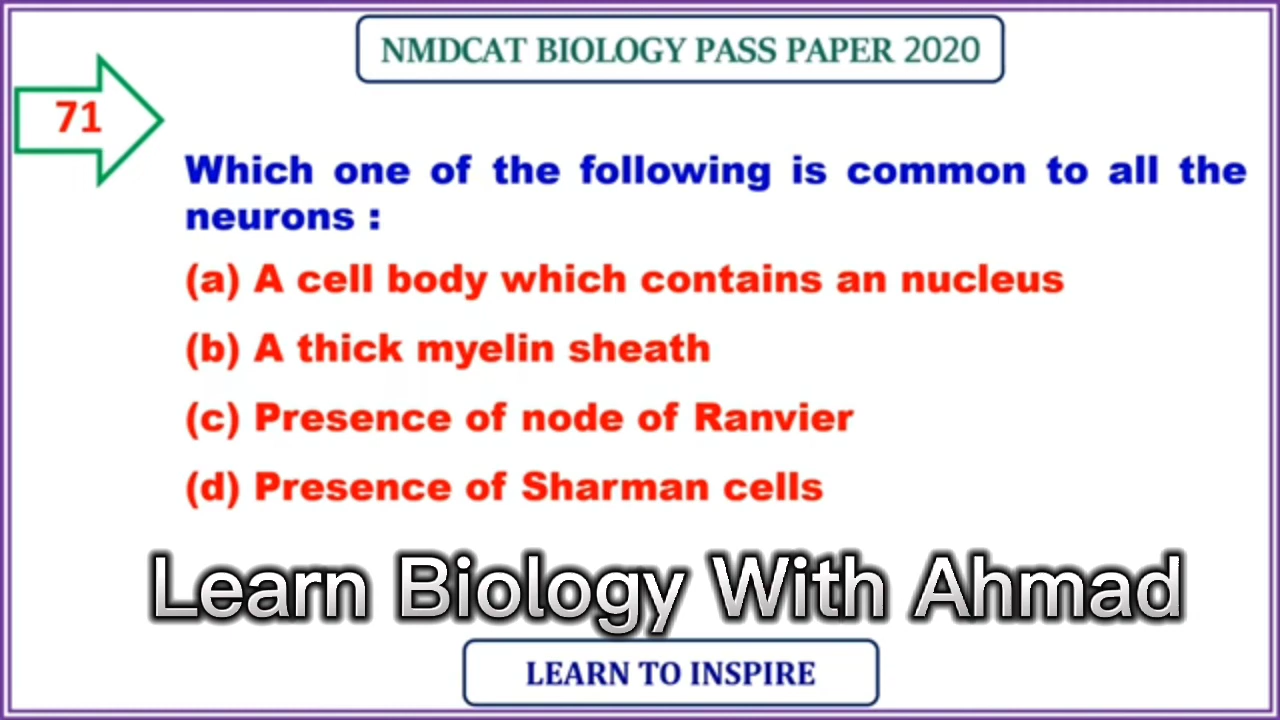 NMDCAT BIOLOGY PASS PAPER 2020
71
Which one of the following is common to all the
neurons :
(a) A cell body which contains an nucleus
(b) A thick myelin sheath
(c) Presence of node of Ranvier
(d) Presence of Sharman cells
Learn Biology With Ahmad
LEARN TO INSPIRE